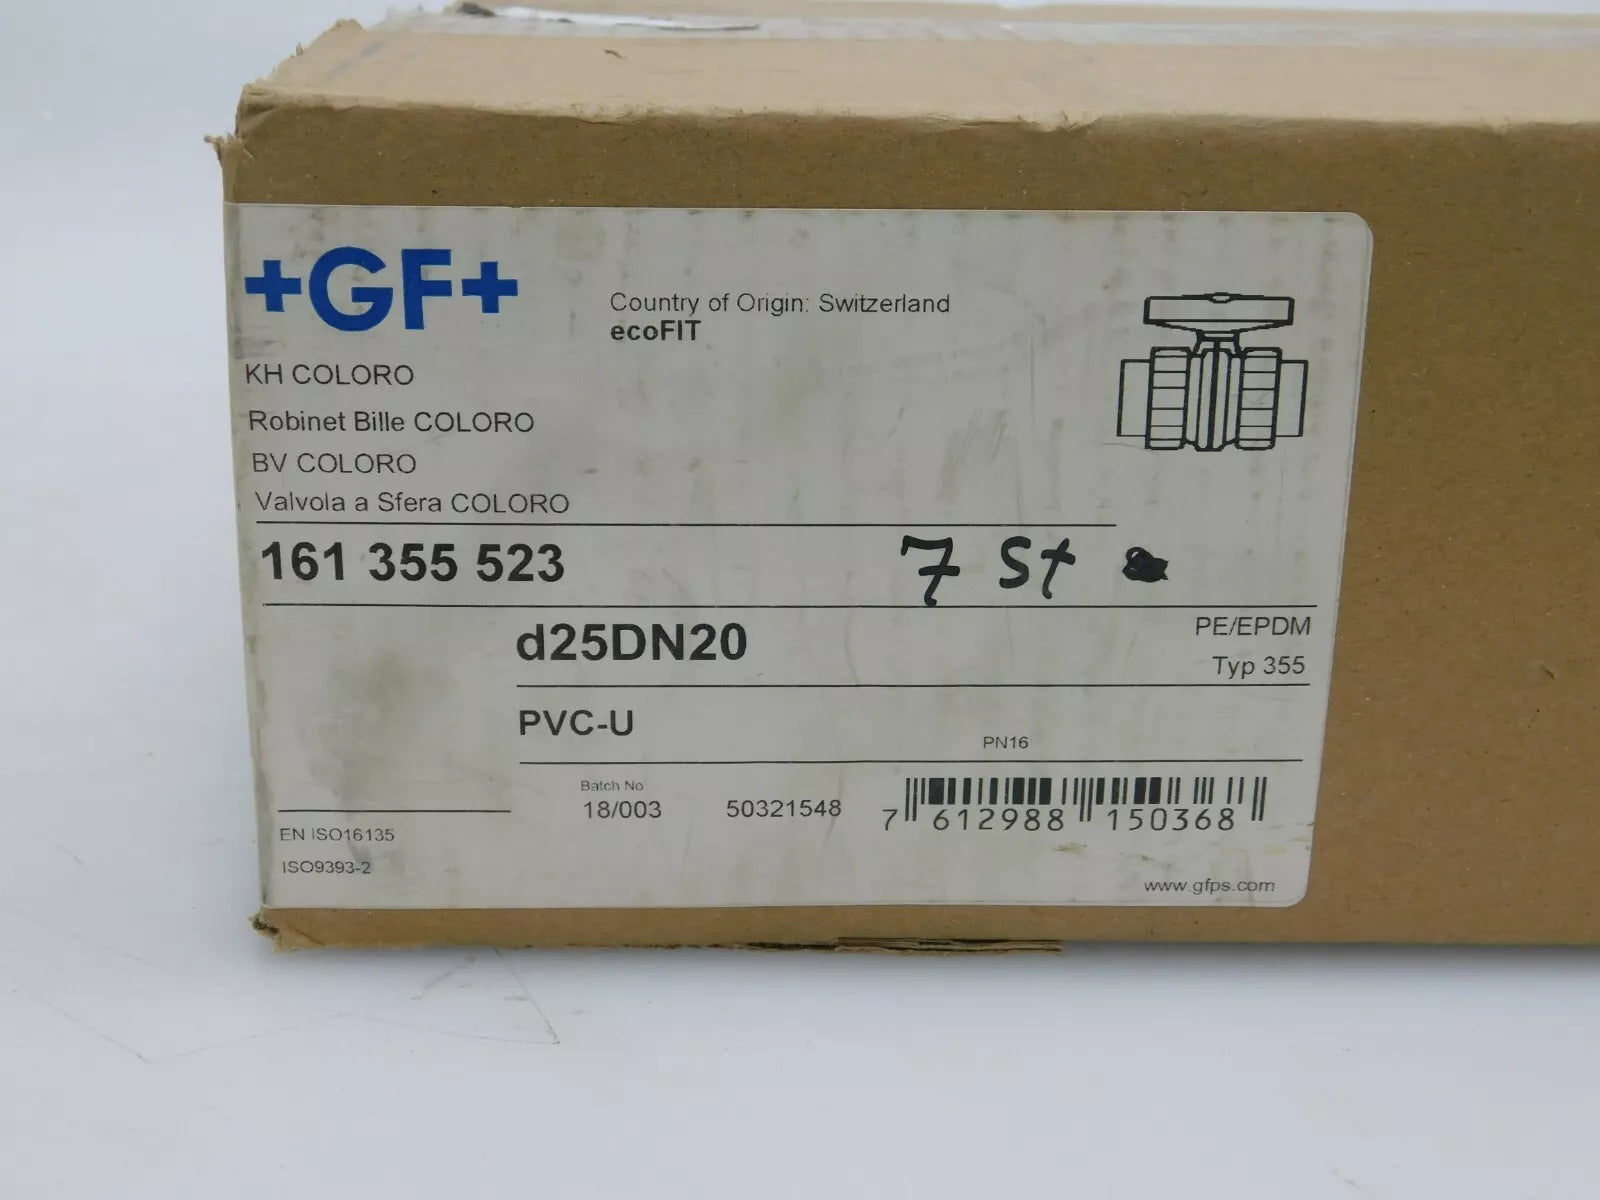 +GF+
Country of Origin: Switzerland
ecoFIT
KH COLORO
Robinet Bille COLORO
BV COLORO
Valvola a Sfera COLORO
161 355 523
7 St
d25DN20
PE/EPDM
Typ 355
PVC-U
PN16
Batch No
18/003 50321548
7 612988 150368
EN ISO16135
ISO9393-2
www.gfps.com